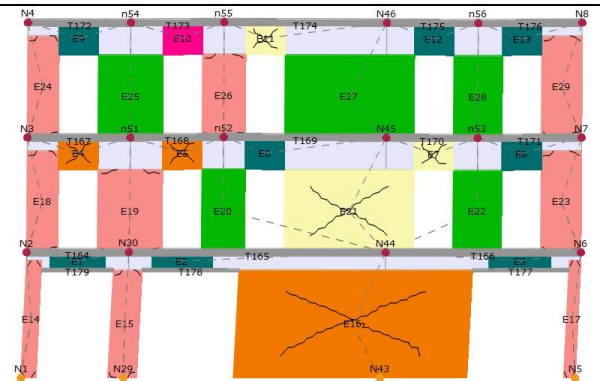 N4 n54 n55 N46 n56 N8
T172 T173 T174 T175 T176
E9 E10 E11 E12 E13
E24 E25 E26 E27 E28 E29
N3 n51 n52 N45 n53 N7
T167 T168 T169 T170 T171
E4 E5 E6 E7 E8
E18 E19 E20 E21 E22 E23
N2 N30 N44 N6
T164 T165 T166
E1 E2 E3
T179 T178 T177
E14 E15 E16 E17
N1 N29 N43 N5